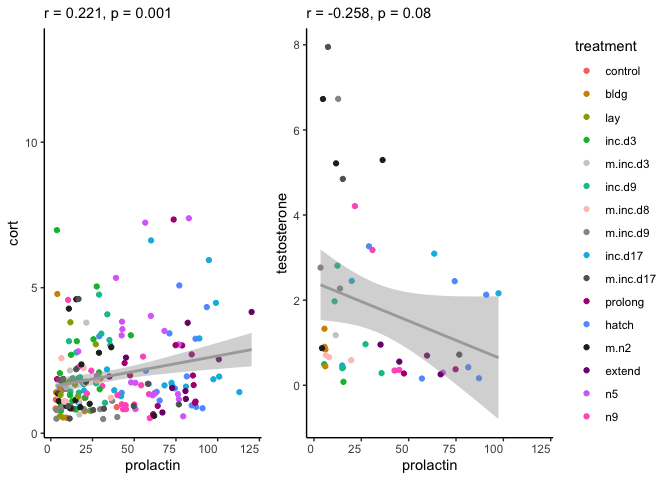 r = 0.221, p = 0.001
cort
10
5
0
0
25
50
75
100
125
prolactin
r = -0.258, p = 0.08
testosterone
8
6
4
2
0
0
25
50
75
100
125
prolactin
treatment
control
bldg
lay
inc.d3
m.inc.d3
inc.d9
m.inc.d8
m.inc.d9
inc.d17
m.inc.d17
prolong
hatch
m.n2
extend
n5
n9